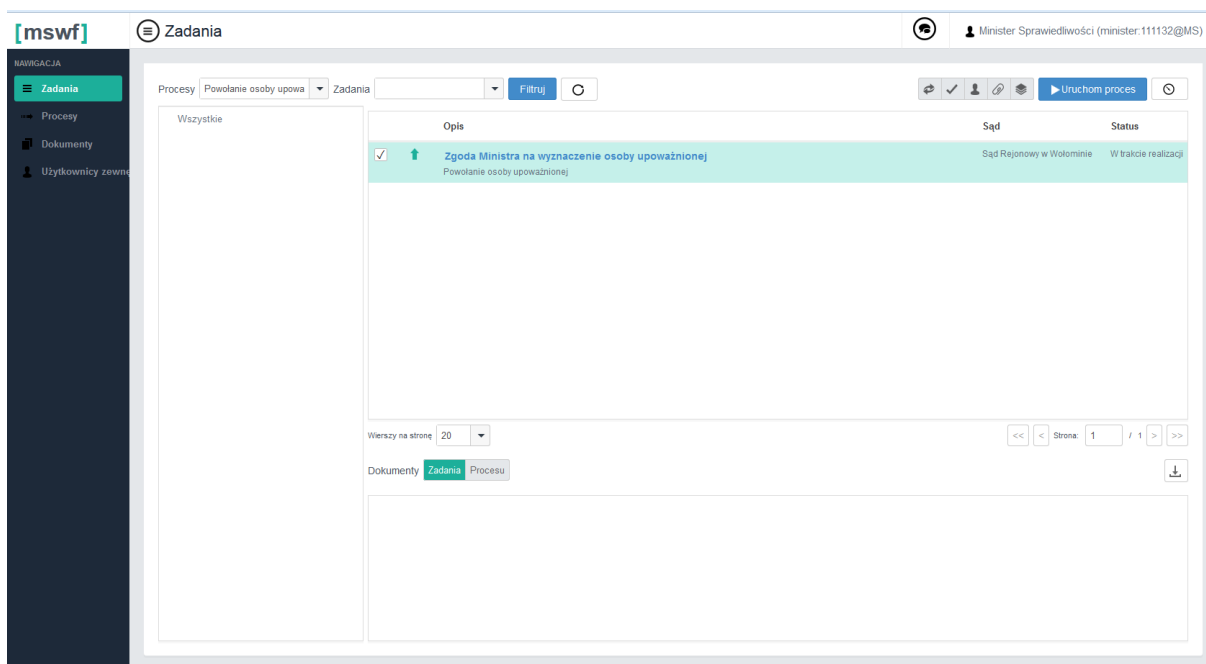 [mswf]
Zadania
Minister Sprawiedliwości (minister:111132@MS)
NAWIGACJA
Zadania
Procesy
Dokumenty
Użytkownicy zewnę
Procesy Powołanie osoby upowa Zadania Filtruj Uruchom proces
Wszystkie
Opis Sąd Status
Zgoda Ministra na wyznaczenie osoby upoważnionej Sąd Rejonowy w Wołominie W trakcie realizacji
Powołanie osoby upoważnionej
Wierszy na stronę 20 << < Strona: 1 / 1 > >>
Dokumenty Zadania Procesu